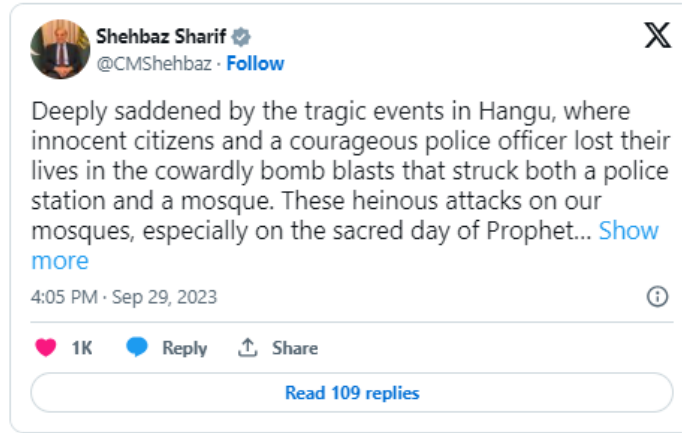 Shehbaz Sharif
@CMShehbaz · Follow
Deeply saddened by the tragic events in Hangu, where
innocent citizens and a courageous police officer lost their
lives in the cowardly bomb blasts that struck both a police
station and a mosque. These heinous attacks on our
mosques, especially on the sacred day of Prophet... Show
more
4:05 PM · Sep 29, 2023
1K Reply Share
Read 109 replies